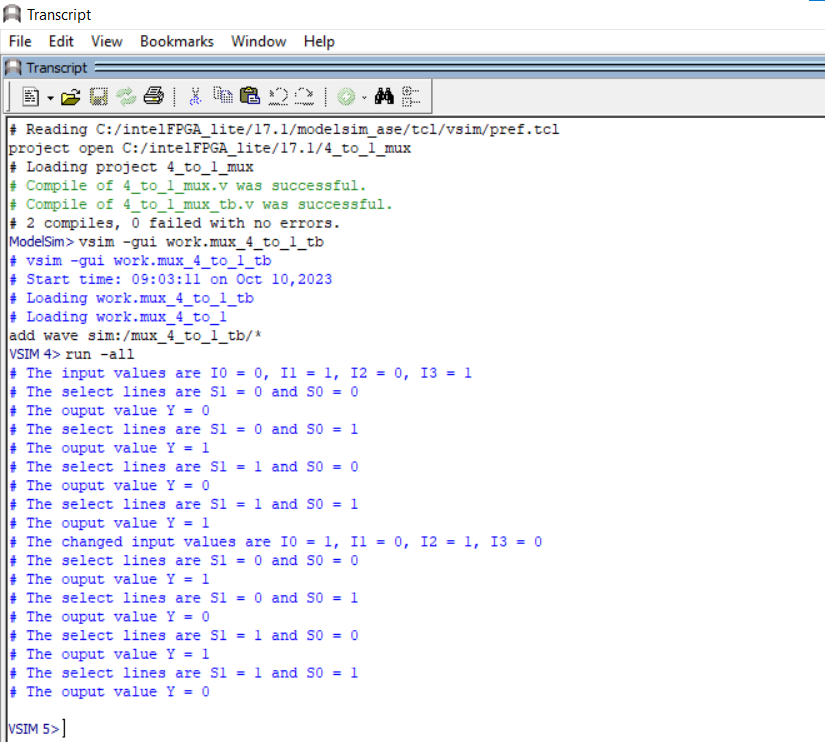 Transcript
File Edit View Bookmarks Window Help
Transcript
# Reading C:/intelFPGA_lite/17.1/modelsim_ase/tcl/vsim/pref.tcl
project open C:/intelFPGA_lite/17.1/4_to_1_mux
# Loading project 4_to_1_mux
# Compile of 4_to_1_mux.v was successful.
# Compile of 4_to_1_mux_tb.v was successful.
# 2 compiles, 0 failed with no errors.
ModelSim> vsim -gui work.mux_4_to_1_tb
# vsim -gui work.mux_4_to_1_tb
# Start time: 09:03:11 on Oct 10,2023
# Loading work.mux_4_to_1_tb
# Loading work.mux_4_to_1
add wave sim:/mux_4_to_1_tb/*
VSIM 4> run -all
# The input values are I0 = 0, I1 = 1, I2 = 0, I3 = 1
# The select lines are S1 = 0 and S0 = 0
# The ouput value Y = 0
# The select lines are S1 = 0 and S0 = 1
# The ouput value Y = 1
# The select lines are S1 = 1 and S0 = 0
# The ouput value Y = 0
# The select lines are S1 = 1 and S0 = 1
# The ouput value Y = 1
# The changed input values are I0 = 1, I1 = 0, I2 = 1, I3 = 0
# The select lines are S1 = 0 and S0 = 0
# The ouput value Y = 1
# The select lines are S1 = 0 and S0 = 1
# The ouput value Y = 0
# The select lines are S1 = 1 and S0 = 0
# The ouput value Y = 1
# The select lines are S1 = 1 and S0 = 1
# The ouput value Y = 0
VSIM 5>